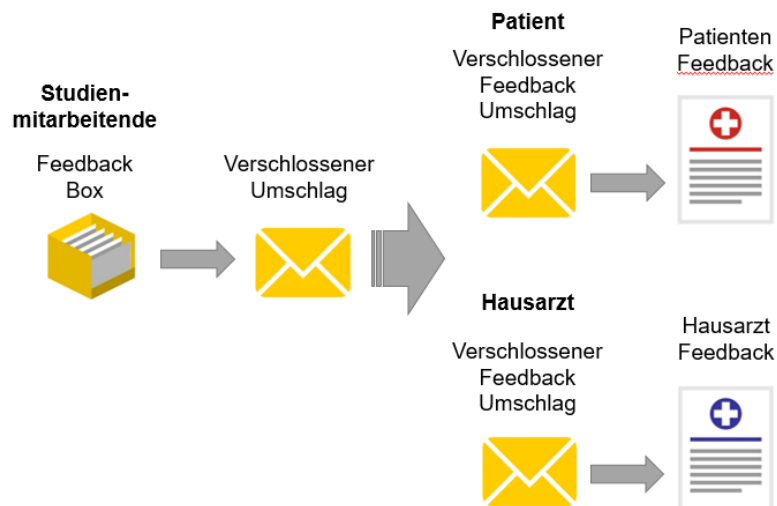 Studien-
mitarbeitende
Feedback
Box
Verschlossener
Umschlag
Patient
Verschlossener
Feedback
Umschlag
Patienten
Feedback
Hausarzt
Verschlossener
Feedback
Umschlag
Hausarzt
Feedback